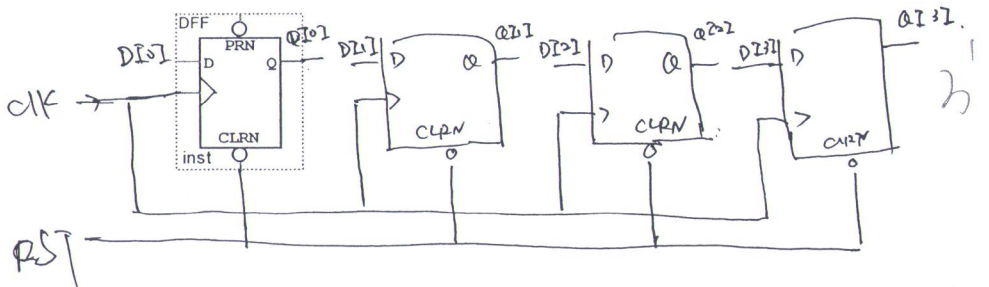 DFF
PRN
D[0]
D
Q
Q[0]
CLRN
inst
D[1]
D
Q
Q[1]
CLRN
D[2]
D
Q
Q[2]
CLRN
D[3]
D
Q[3]
CLRN
clk
RST